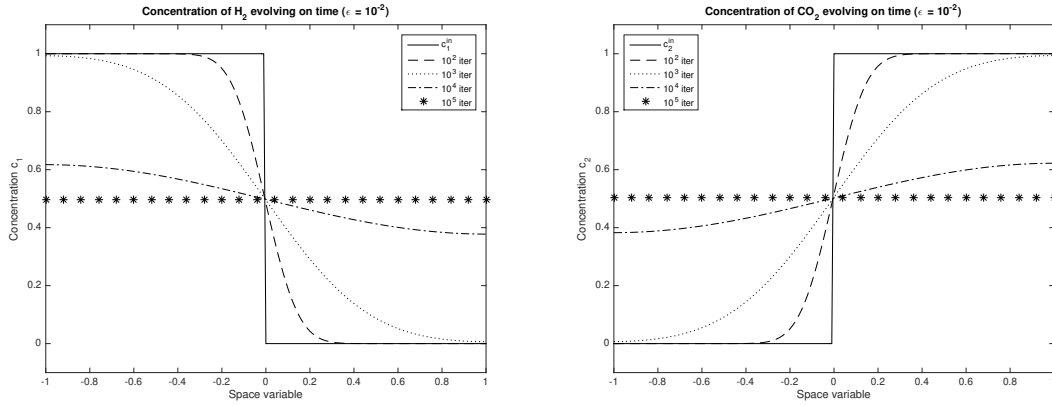 Concentration of H₂ evolving on time (ϵ = 10⁻²)
Concentration c₁
1
0.8
0.6
0.4
0.2
0
-1 -0.8 -0.6 -0.4 -0.2 0 0.2 0.4 0.6 0.8 1
Space variable
c₁ⁱⁿ
10² iter
10³ iter
10⁴ iter
10⁵ iter
Concentration of CO₂ evolving on time (ϵ = 10⁻²)
Concentration c₂
1
0.8
0.6
0.4
0.2
0
-1 -0.8 -0.6 -0.4 -0.2 0 0.2 0.4 0.6 0.8 1
Space variable
c₂ⁱⁿ
10² iter
10³ iter
10⁴ iter
10⁵ iter